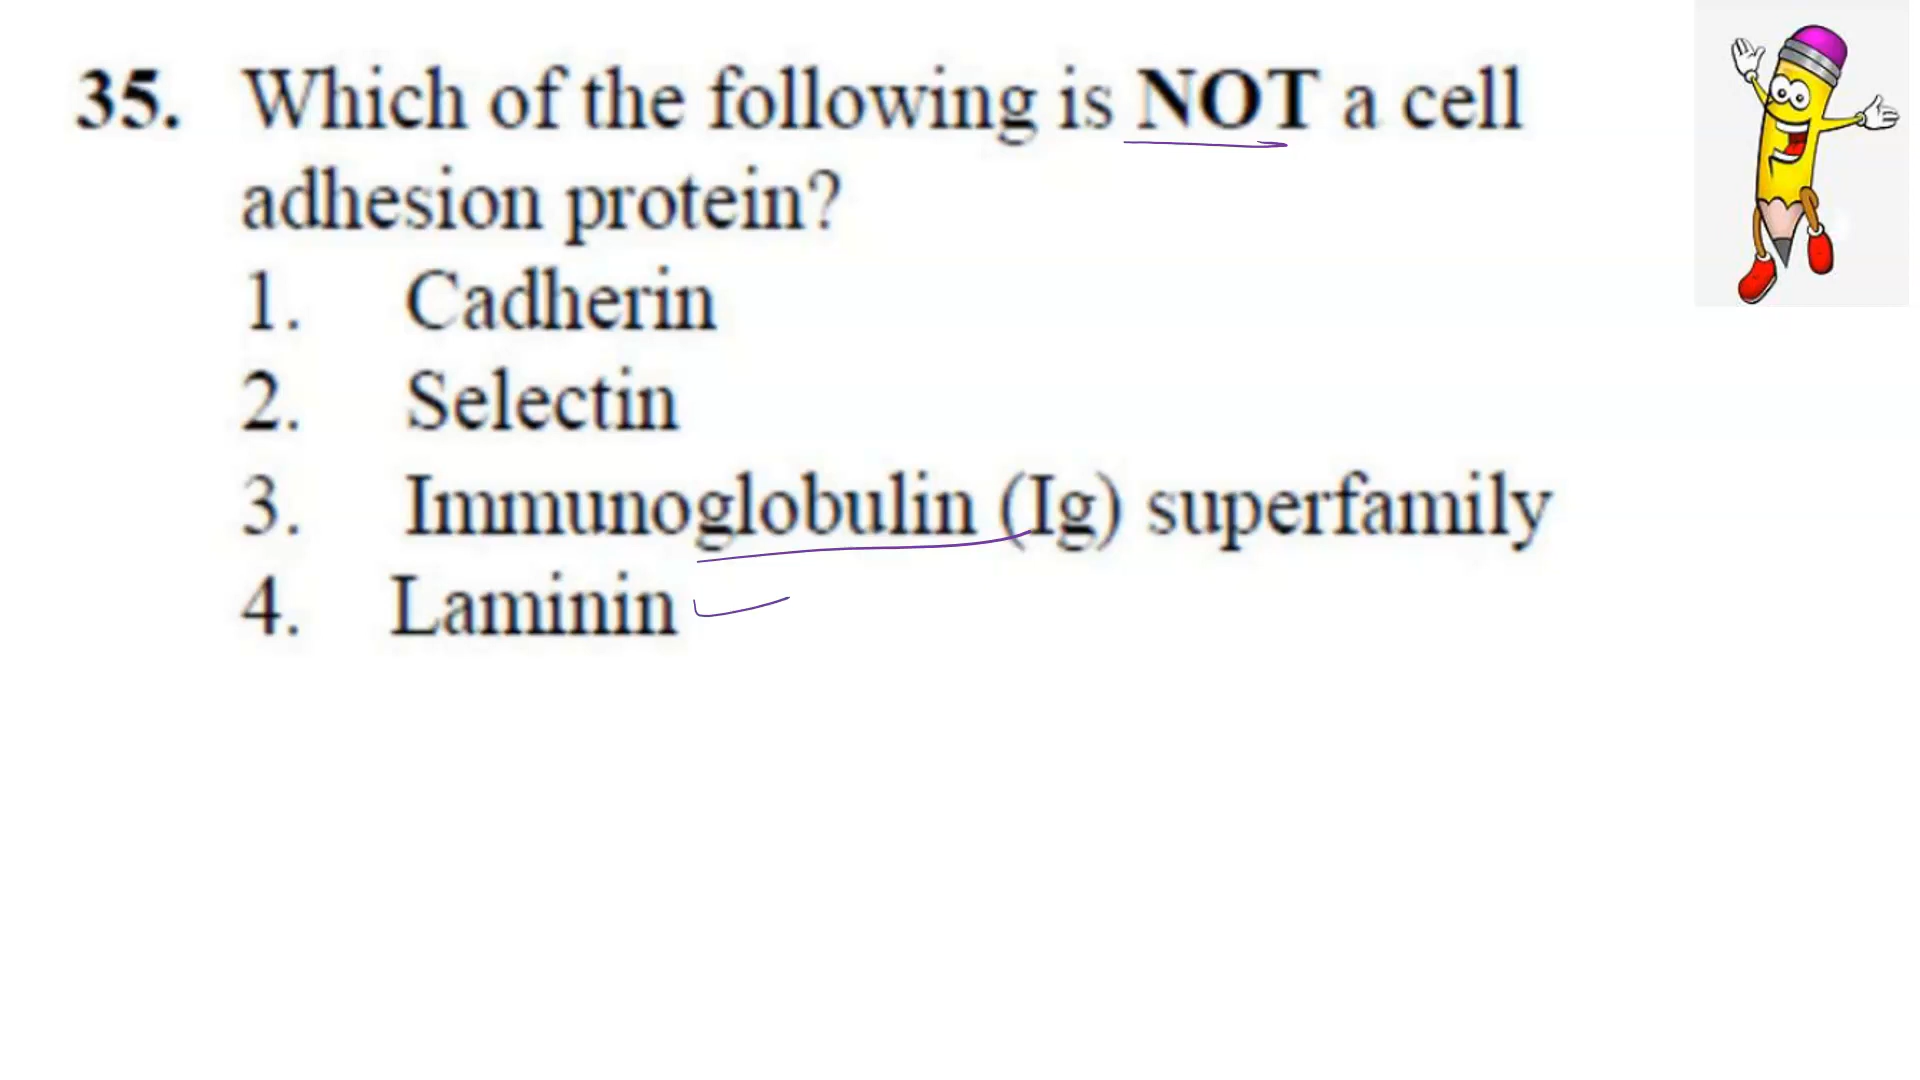 35. Which of the following is NOT a cell
adhesion protein?
1. Cadherin
2. Selectin
3. Immunoglobulin (Ig) superfamily
4. Laminin